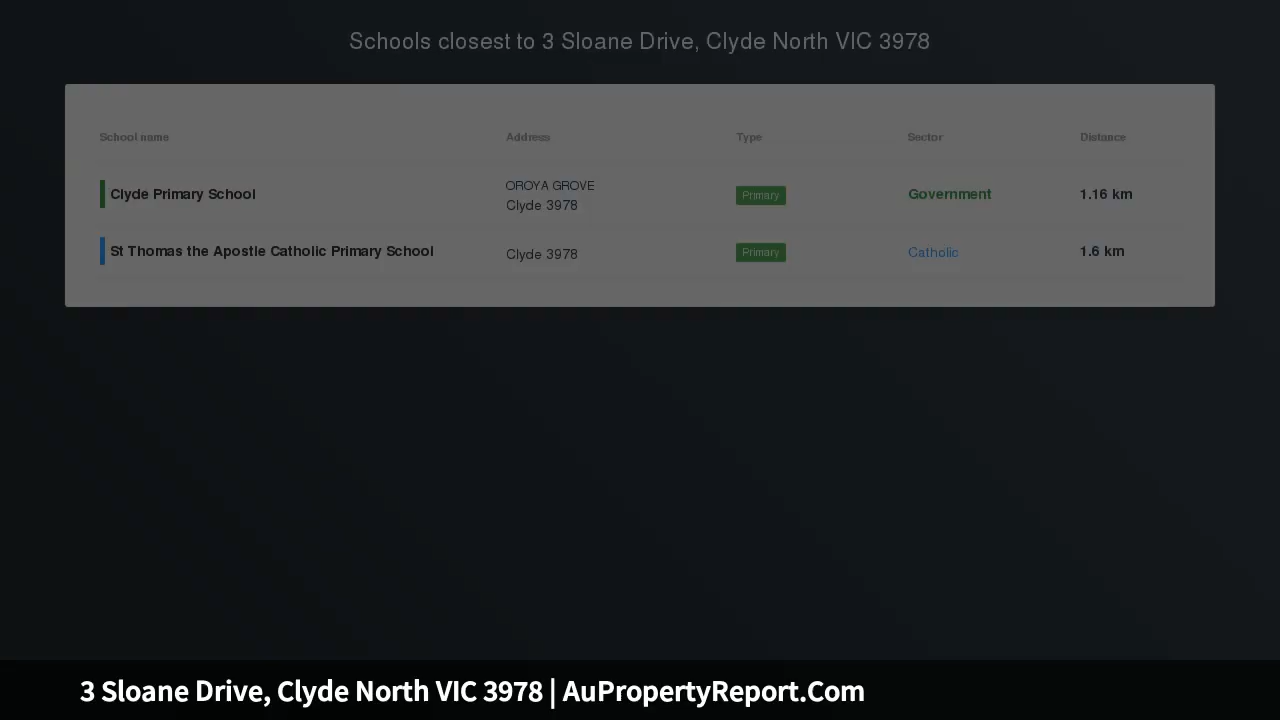 Schools closest to 3 Sloane Drive, Clyde North VIC 3978
School name Address Type Sector Distance
Clyde Primary School OROYA GROVE Clyde 3978 Primary Government 1.16 km
St Thomas the Apostle Catholic Primary School Clyde 3978 Primary Catholic 1.6 km
3 Sloane Drive, Clyde North VIC 3978 | AuPropertyReport.Com